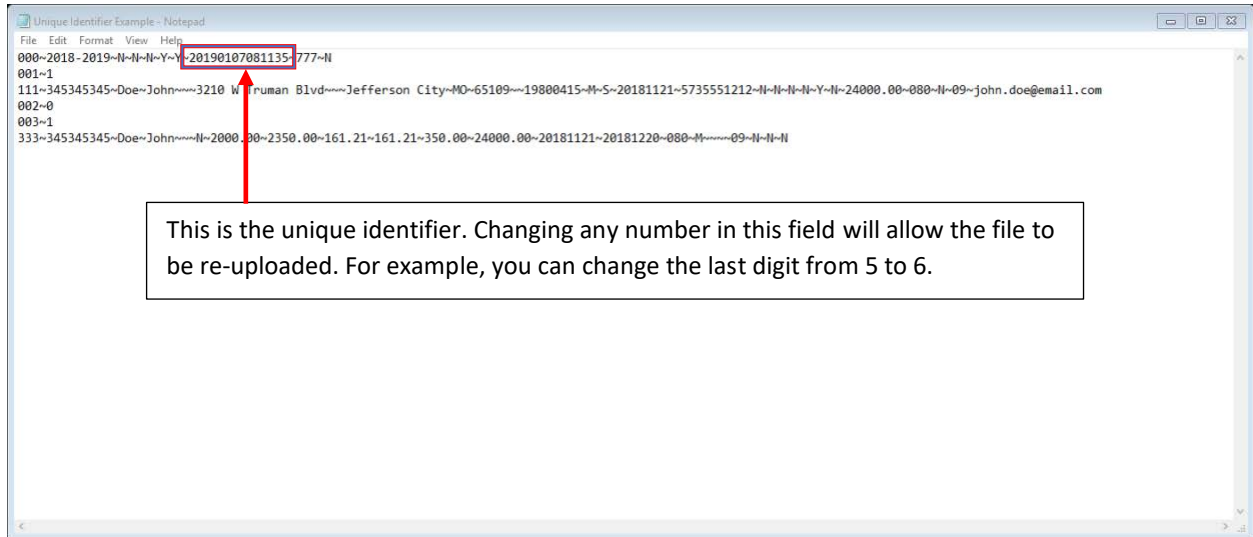 Unique Identifier Example - Notepad
File Edit Format View Help
000~2018-2019~N~N~N~Y~Y~20190107081135~777~N
001~1
111~345345345~Doe~John~~~3210 W Truman Blvd~~~Jefferson City~MO~65109~~19800415~M~S~20181121~5735551212~N~N~N~N~Y~N~24000.00~080~N~09~john.doe@email.com
002~0
003~1
333~345345345~Doe~John~~~N~2000.00~2350.00~161.21~161.21~350.00~24000.00~20181121~20181220~080~M~~~~09~N~N~N
This is the unique identifier. Changing any number in this field will allow the file to
be re-uploaded. For example, you can change the last digit from 5 to 6.